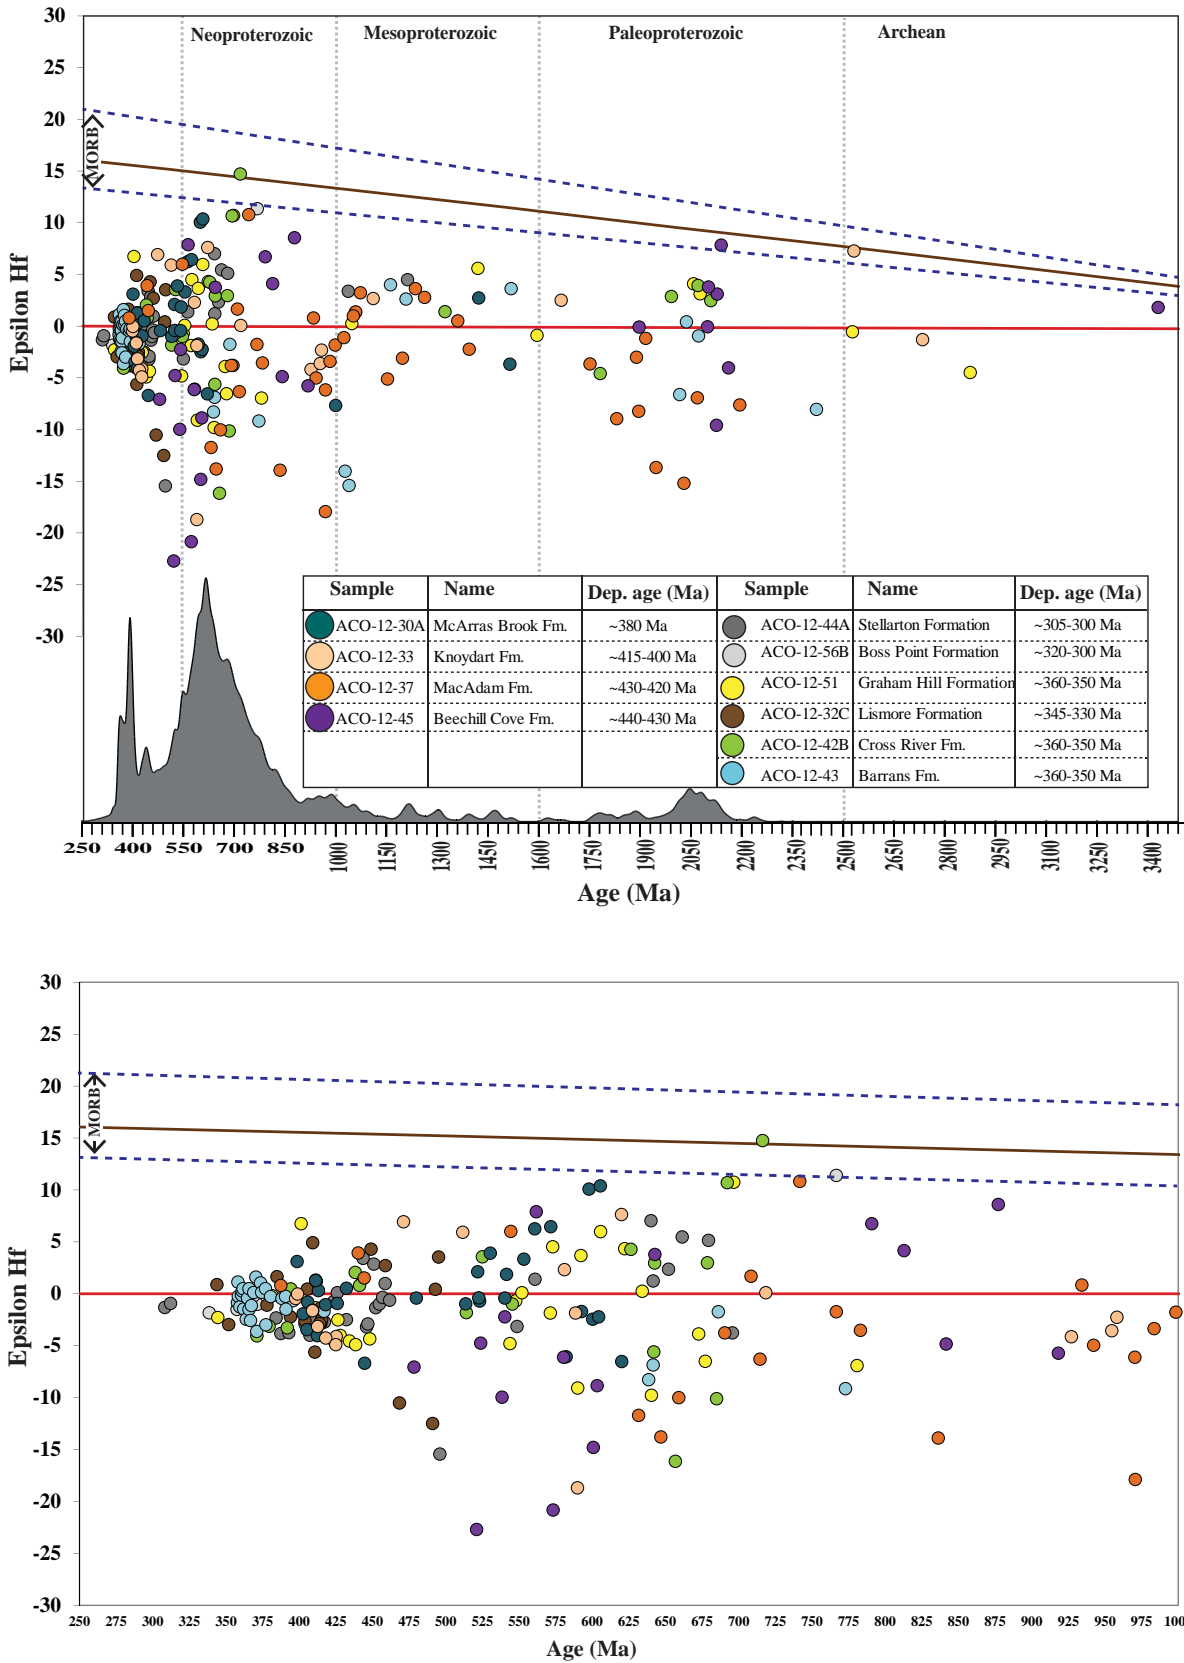 30
Neoproterozoic Mesoproterozoic Paleoproterozoic Archean
25
20
MORB
15
10
5
0
-5
-10
-15
-20
-25
-30
Epsilon Hf
Sample Name Dep. age (Ma) Sample Name Dep. age (Ma)
ACO-12-30A McArras Brook Fm. ~380 Ma ACO-12-44A Stellarton Formation ~305-300 Ma
ACO-12-33 Knoydart Fm. ~415-400 Ma ACO-12-56B Boss Point Formation ~320-300 Ma
ACO-12-37 MacAdam Fm. ~430-420 Ma ACO-12-51 Graham Hill Formation ~360-350 Ma
ACO-12-45 Beechill Cove Fm. ~440-430 Ma ACO-12-32C Lismore Formation ~345-330 Ma
ACO-12-42B Cross River Fm. ~360-350 Ma
ACO-12-43 Barrans Fm. ~360-350 Ma
250 400 550 700 850 1000 1150 1300 1450 1600 1750 1900 2050 2200 2350 2500 2650 2800 2950 3100 3250 3400
Age (Ma)
30
25
20
MORB
15
10
5
0
-5
-10
-15
-20
-25
-30
Epsilon Hf
250 275 300 325 350 375 400 425 450 475 500 525 550 575 600 625 650 675 700 725 750 775 800 825 850 875 900 925 950 975 100
Age (Ma)